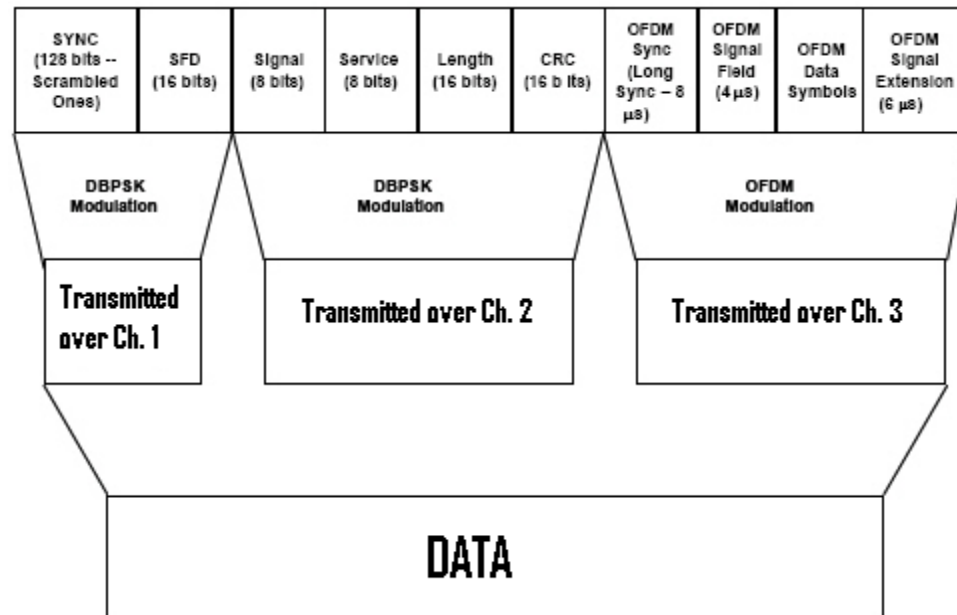 SYNC
(128 bits --
Scrambled
Ones)
SFD
(16 bits)
Signal
(8 bits)
Service
(8 bits)
Length
(16 bits)
CRC
(16 b its)
OFDM
Sync
(Long
Sync – 8
µs)
OFDM
Signal
Field
(4 µs)
OFDM
Data
Symbols
OFDM
Signal
Extension
(6 µs)
DBPSK
Modulation
DBPSK
Modulation
OFDM
Modulation
Transmitted
over Ch. 1
Transmitted over Ch. 2
Transmitted over Ch. 3
DATA